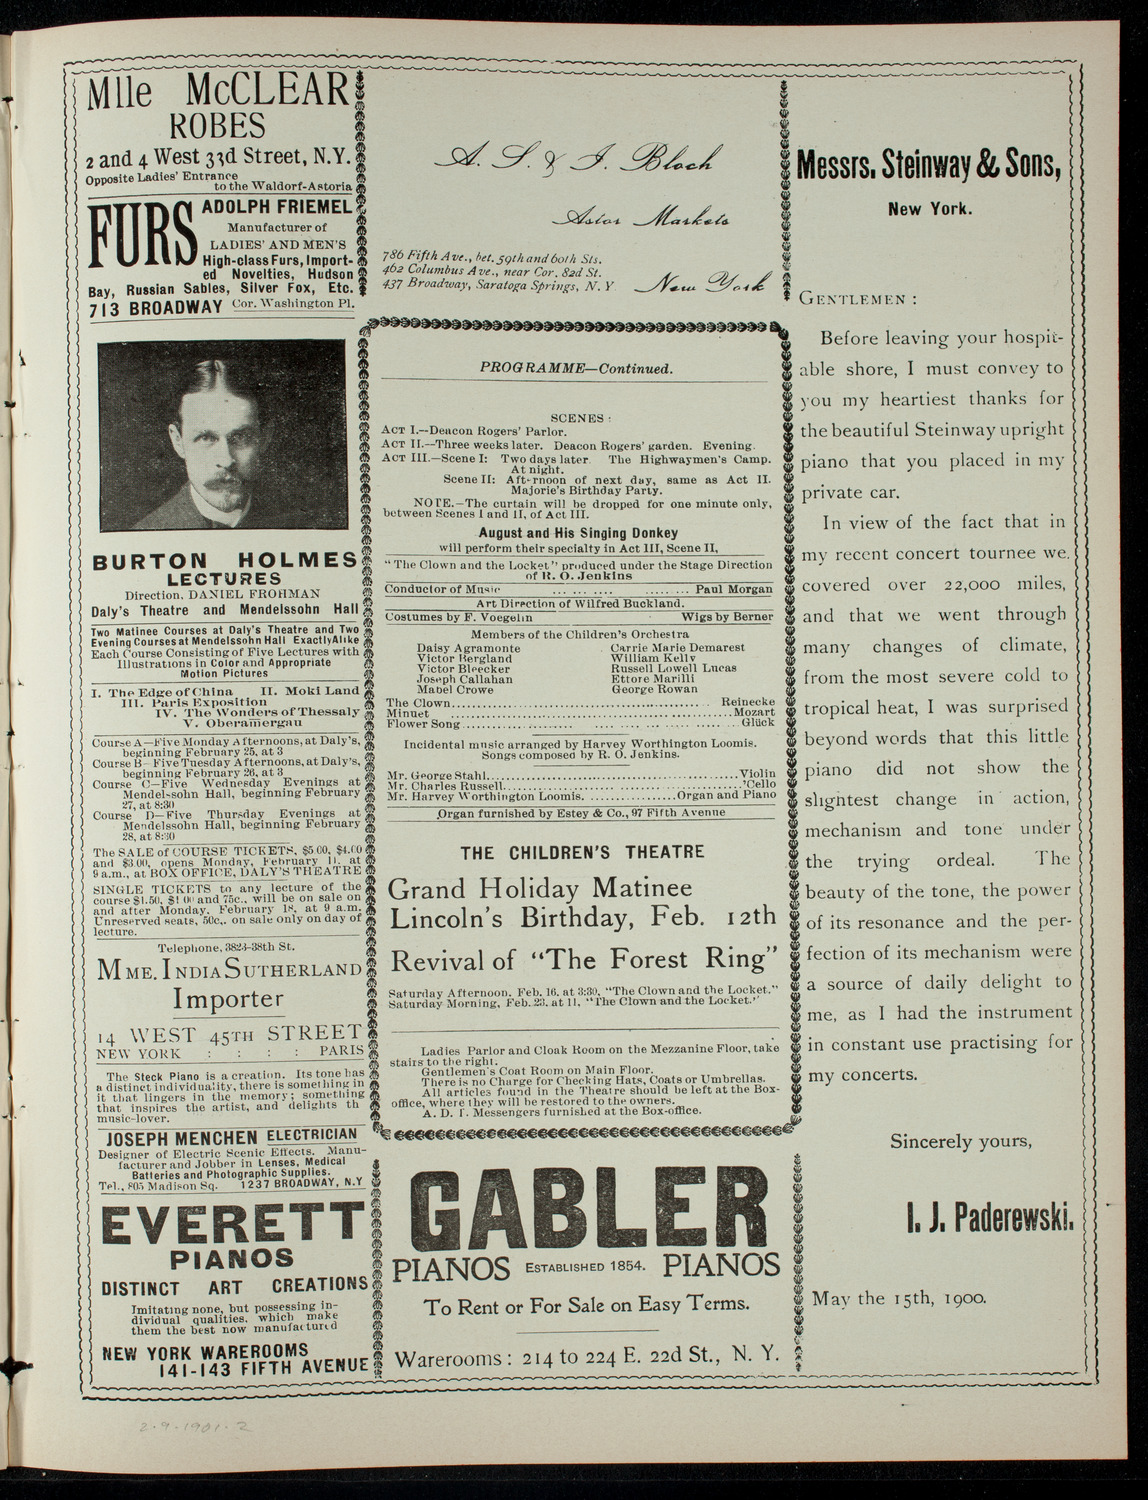 Mlle McCLEAR
ROBES
2 and 4 West 33d Street, N.Y.
Opposite Ladies' Entrance
to the Waldorf-Astoria
FURS
ADOLPH FRIEMEL
Manufacturer of
LADIES' AND MEN'S
High-class Furs, Import-
ed Novelties, Hudson
Bay, Russian Sables, Silver Fox, Etc.
713 BROADWAY Cor. Washington Pl.
BURTON HOLMES
LECTURES
Direction, DANIEL FROHMAN
Daly's Theatre and Mendelssohn Hall
Two Matinee Courses at Daly's Theatre and Two
Evening Courses at Mendelssohn Hall Exactly Alike
Each Course Consisting of Five Lectures with
Illustrations in Color and Appropriate
Motion Pictures
I. The Edge of China II. Moki Land
III. Paris Exposition
IV. The Wonders of Thessaly
V. Oberamergau
Course A—Five Monday Afternoons, at Daly's,
beginning February 25, at 3
Course B—Five Tuesday Afternoons, at Daly's,
beginning February 26, at 3
Course C—Five Wednesday Evenings at
Mendelssohn Hall, beginning February
27, at 8:30
Course D—Five Thursday Evenings at
Mendelssohn Hall, beginning February
28, at 8:30
The SALE of COURSE TICKETS, $5.00, $4.00
and $3.00, opens Monday, February 11, at
9 a.m., at BOX OFFICE, DALY'S THEATRE
SINGLE TICKETS to any lecture of the
course $1.50, $1.00 and 75c., will be on sale on
and after Monday, February 18, at 9 a.m.
Unreserved seats, 50c., on sale only on day of
lecture.
Telephone, 3824-38th St.
MME. INDIA SUTHERLAND
Importer
14 WEST 45TH STREET
NEW YORK : : : : PARIS
The Steck Piano is a creation. Its tone has
a distinct individuality, there is something in
it that lingers in the memory; something
that inspires the artist, and delights th
music-lover.
JOSEPH MENCHEN ELECTRICIAN
Designer of Electric Scenic Effects. Manu-
facturer and Jobber in Lenses, Medical
Batteries and Photographic Supplies.
Tel., 805 Madison Sq. 1237 BROADWAY, N.Y
EVERETT
PIANOS
DISTINCT ART CREATIONS
Imitating none, but possessing in-
dividual qualities, which make
them the best now manufactured
NEW YORK WAREROOMS
141-143 FIFTH AVENUE
A. S. & J. Bloch
Astor Markets
786 Fifth Ave., bet. 59th and 60th Sts.
462 Columbus Ave., near Cor. 82d St.
437 Broadway, Saratoga Springs, N. Y
New York
PROGRAMME—Continued.
SCENES:
ACT I.—Deacon Rogers' Parlor.
ACT II.—Three weeks later. Deacon Rogers' garden. Evening.
ACT III.—Scene I: Two days later. The Highwaymen's Camp.
At night.
Scene II: Afternoon of next day, same as Act II.
Majorie's Birthday Party.
NOTE.—The curtain will be dropped for one minute only,
between Scenes I and II, of Act III.
August and His Singing Donkey
will perform their specialty in Act III, Scene II,
"The Clown and the Locket" produced under the Stage Direction
of R. O. Jenkins
Conductor of Music ... ... .... ...... ... Paul Morgan
Art Direction of Wilfred Buckland.
Costumes by F. Voegelin Wigs by Berner
Members of the Children's Orchestra
Daisy Agramonte Carrie Marie Demarest
Victor Bergland William Kelly
Victor Bleecker Russell Lowell Lucas
Joseph Callahan Ettore Marilli
Mabel Crowe George Rowan
The Clown........ Reinecke
Minuet........Mozart
Flower Song........Glück
Incidental music arranged by Harvey Worthington Loomis.
Songs composed by R. O. Jenkins.
Mr. George Stahl........Violin
Mr. Charles Russell........'Cello
Mr. Harvey Worthington Loomis. ........Organ and Piano
Organ furnished by Estey & Co., 97 Fifth Avenue
THE CHILDREN'S THEATRE
Grand Holiday Matinee
Lincoln's Birthday, Feb. 12th
Revival of "The Forest Ring"
Saturday Afternoon, Feb. 16, at 3:30, "The Clown and the Locket."
Saturday Morning, Feb. 23, at 11, "The Clown and the Locket."
Ladies Parlor and Cloak Room on the Mezzanine Floor, take
stairs to the right.
Gentlemen's Coat Room on Main Floor.
There is no Charge for Checking Hats, Coats or Umbrellas.
All articles found in the Theatre should be left at the Box-
office, where they will be restored to the owners.
A. D. T. Messengers furnished at the Box-office.
GABLER
PIANOS ESTABLISHED 1854. PIANOS
To Rent or For Sale on Easy Terms.
Warerooms: 214 to 224 E. 22d St., N. Y.
Messrs. Steinway & Sons,
New York.
GENTLEMEN:
Before leaving your hospit-
able shore, I must convey to
you my heartiest thanks for
the beautiful Steinway upright
piano that you placed in my
private car.
In view of the fact that in
my recent concert tournee we
covered over 22,000 miles,
and that we went through
many changes of climate,
from the most severe cold to
tropical heat, I was surprised
beyond words that this little
piano did not show the
slightest change in action,
mechanism and tone under
the trying ordeal. The
beauty of the tone, the power
of its resonance and the per-
fection of its mechanism were
a source of daily delight to
me, as I had the instrument
in constant use practising for
my concerts.
Sincerely yours,
I. J. Paderewski.
May the 15th, 1900.
2-9-1901-2